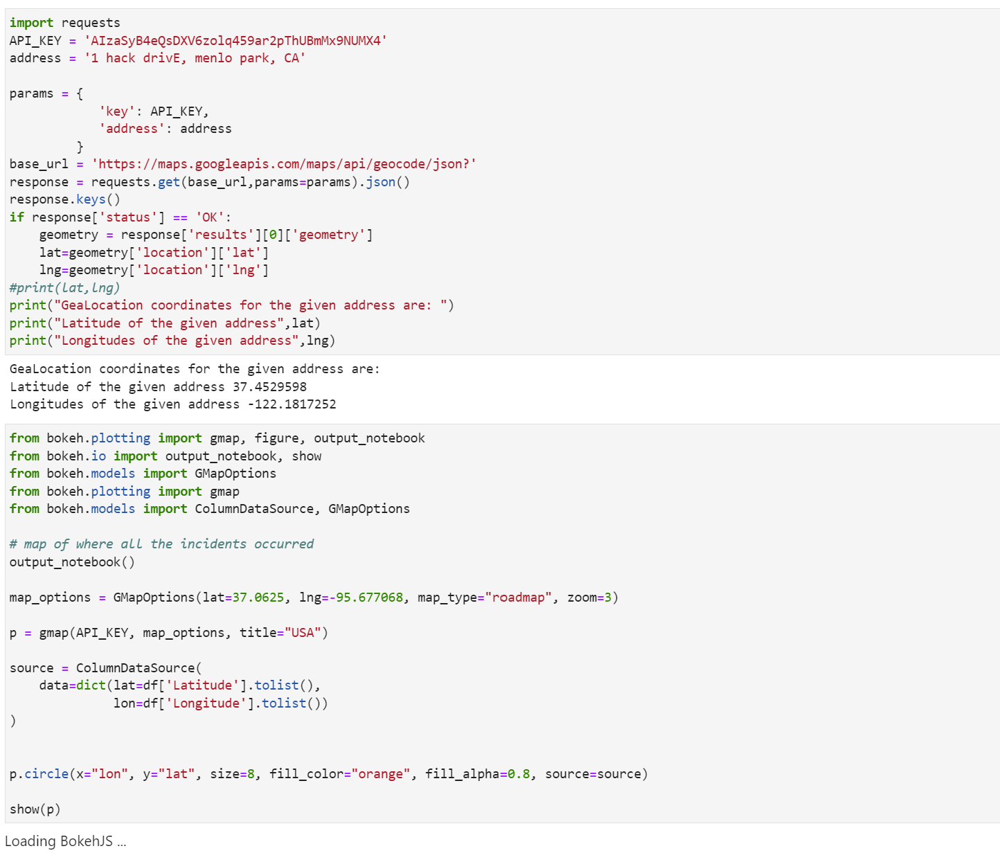 import requests
API_KEY = 'AIzaSyB4eQsDXV6zolq459ar2pThUBmMx9NUMX4'
address = '1 hack drivE, menlo park, CA'
params = {
            'key': API_KEY,
            'address': address
         }
base_url = 'https://maps.googleapis.com/maps/api/geocode/json?'
response = requests.get(base_url,params=params).json()
response.keys()
if response['status'] == 'OK':
    geometry = response['results'][0]['geometry']
    lat=geometry['location']['lat']
    lng=geometry['location']['lng']
#print(lat,lng)
print("GeaLocation coordinates for the given address are: ")
print("Latitude of the given address",lat)
print("Longitudes of the given address",lng)
GeaLocation coordinates for the given address are:
Latitude of the given address 37.4529598
Longitudes of the given address -122.1817252
from bokeh.plotting import gmap, figure, output_notebook
from bokeh.io import output_notebook, show
from bokeh.models import GMapOptions
from bokeh.plotting import gmap
from bokeh.models import ColumnDataSource, GMapOptions
# map of where all the incidents occurred
output_notebook()
map_options = GMapOptions(lat=37.0625, lng=-95.677068, map_type="roadmap", zoom=3)
p = gmap(API_KEY, map_options, title="USA")
source = ColumnDataSource(
    data=dict(lat=df['Latitude'].tolist(),
              lon=df['Longitude'].tolist())
)
p.circle(x="lon", y="lat", size=8, fill_color="orange", fill_alpha=0.8, source=source)
show(p)
Loading BokehJS ...